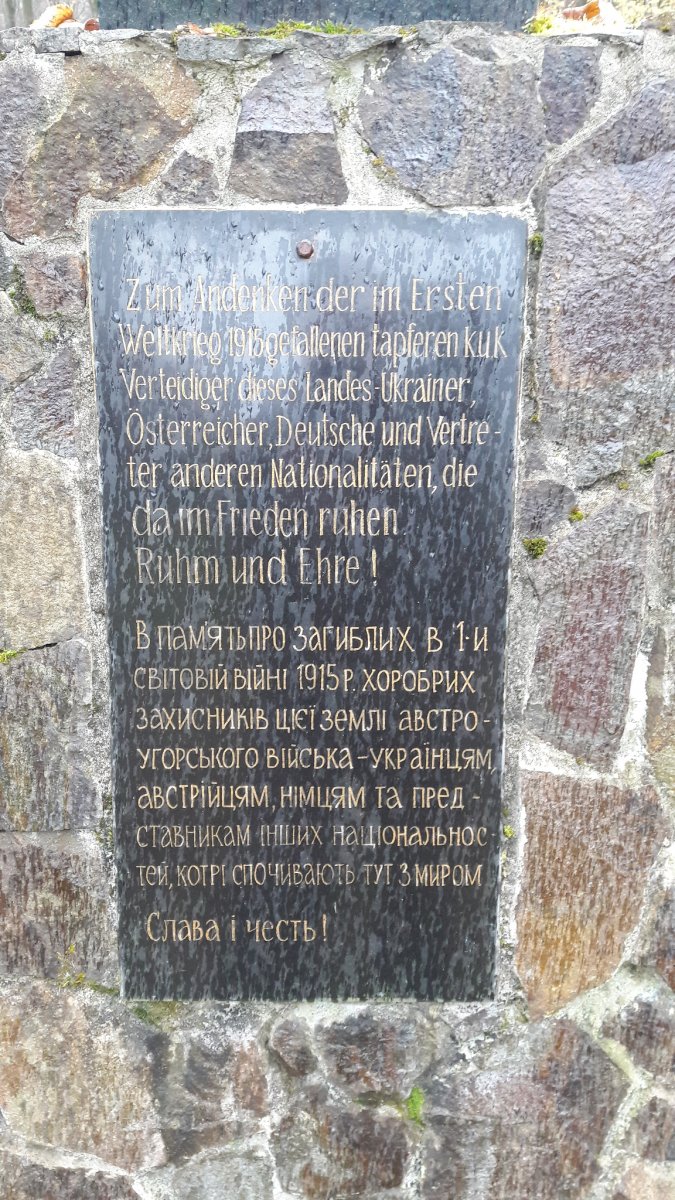 Zum Andenken der im Ersten
Weltkrieg 1915 gefallenen tapferen kuk
Verteidiger dieses Landes-Ukrainer,
Österreicher, Deutsche und Vertre-
ter anderen Nationalitäten, die
da im Frieden ruhen.
Ruhm und Ehre!
В пам'ять про загиблих в 1-й
світовій війні 1915 р. хоробрих
захисників цієї землі австро-
угорського війська-українцям,
австрійцям, німцям та пред-
ставникам інших національнос-
тей, котрі спочивають тут з миром
Слава і честь!